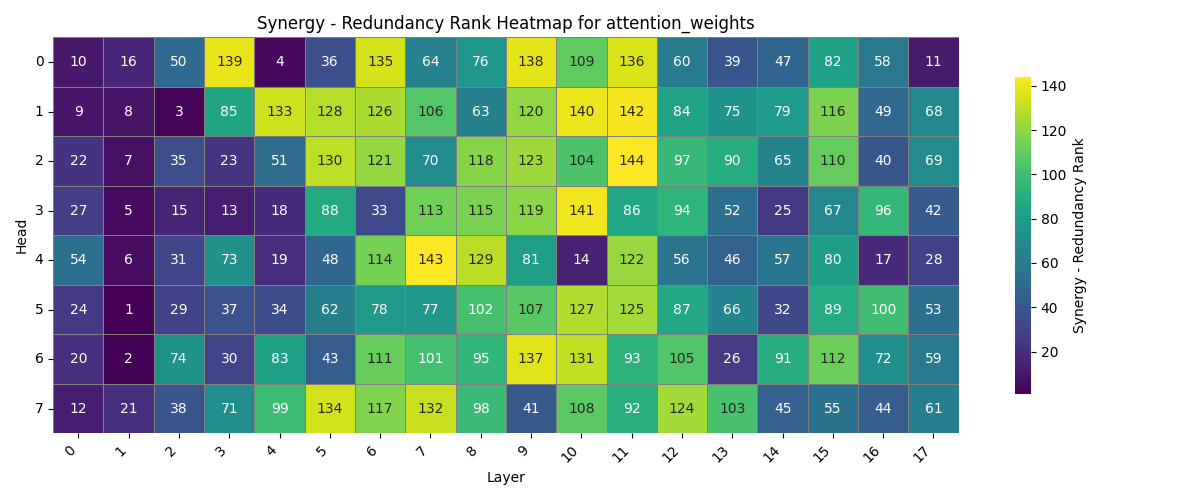 Synergy - Redundancy Rank Heatmap for attention_weights
Head
0 10 16 50 139 4 36 135 64 76 138 109 136 60 39 47 82 58 11
1 9 8 3 85 133 128 126 106 63 120 140 142 84 75 79 116 49 68
2 22 7 35 23 51 130 121 70 118 123 104 144 97 90 65 110 40 69
3 27 5 15 13 18 88 33 113 115 119 141 86 94 52 25 67 96 42
4 54 6 31 73 19 48 114 143 129 81 14 122 56 46 57 80 17 28
5 24 1 29 37 34 62 78 77 102 107 127 125 87 66 32 89 100 53
6 20 2 74 30 83 43 111 101 95 137 131 93 105 26 91 112 72 59
7 12 21 38 71 99 134 117 132 98 41 108 92 124 103 45 55 44 61
0 1 2 3 4 5 6 7 8 9 10 11 12 13 14 15 16 17
Layer
140
120
100
80
60
40
20
Synergy - Redundancy Rank